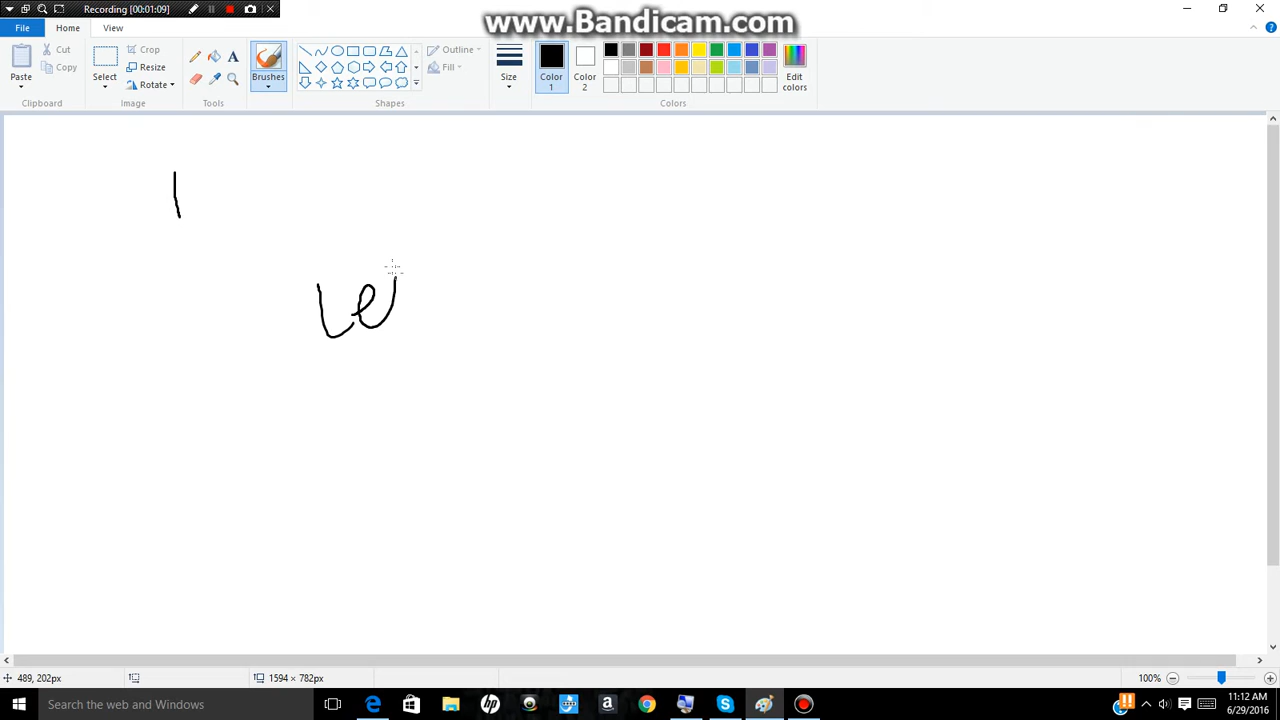 Recording [00:01:09]
www.Bandicam.com
File Home View
Cut Copy Crop Resize Rotate Outline Fill
Paste Select Brushes Size Color 1 Color 2 Edit colors
Clipboard Image Tools Shapes Colors
489, 202px 1594 × 782px 100%
Search the web and Windows 11:12 AM
6/29/2016